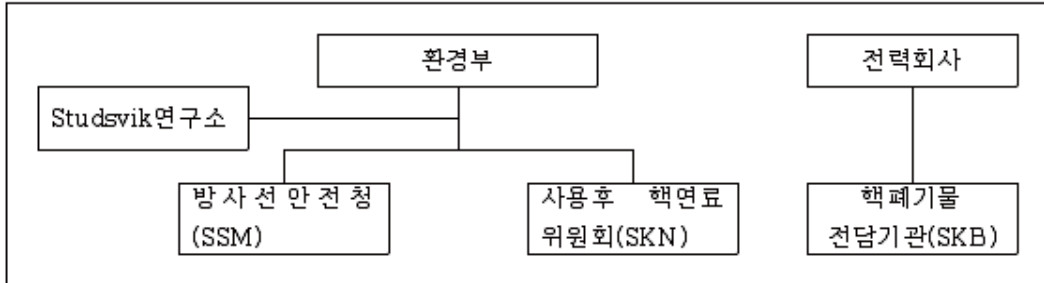 환경부
전력회사
Studsvik연구소
방사선안전청
(SSM)
사용후 핵연료
위원회(SKN)
핵폐기물
전담기관(SKB)